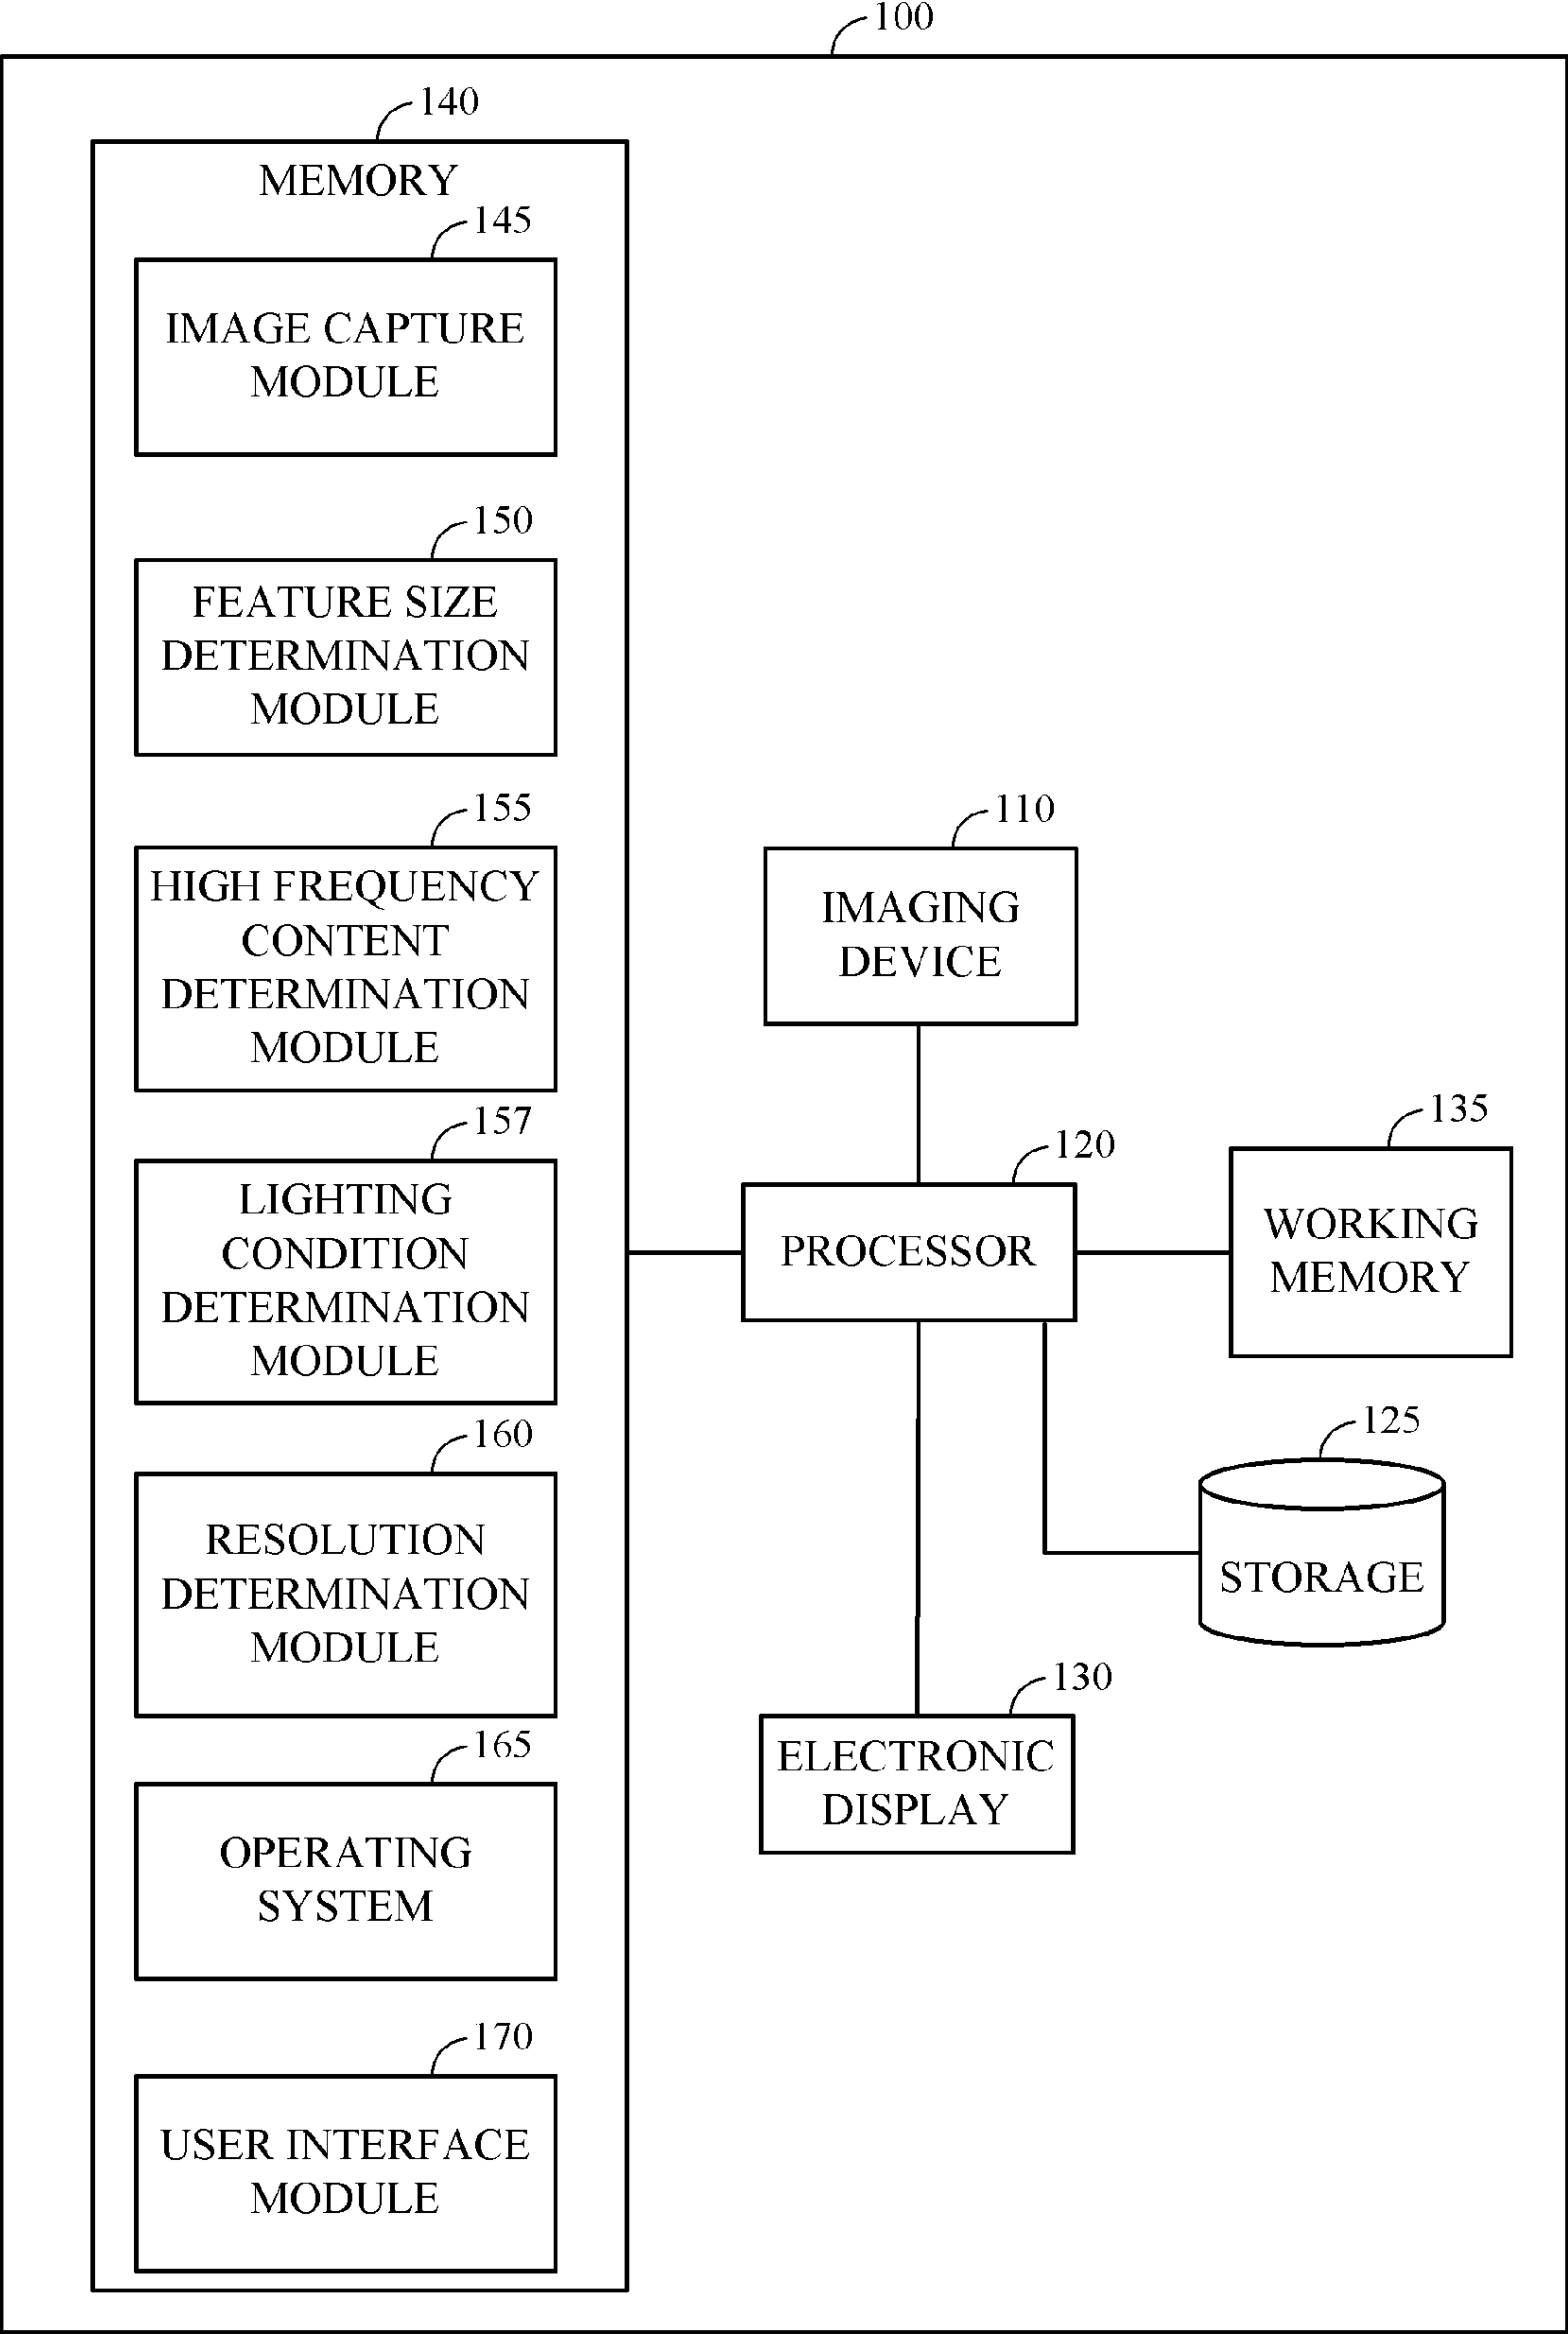 100
140
MEMORY
145
IMAGE CAPTURE
MODULE
150
FEATURE SIZE
DETERMINATION
MODULE
155
HIGH FREQUENCY
CONTENT
DETERMINATION
MODULE
157
LIGHTING
CONDITION
DETERMINATION
MODULE
160
RESOLUTION
DETERMINATION
MODULE
165
OPERATING
SYSTEM
170
USER INTERFACE
MODULE
110
IMAGING
DEVICE
120
PROCESSOR
135
WORKING
MEMORY
125
STORAGE
130
ELECTRONIC
DISPLAY